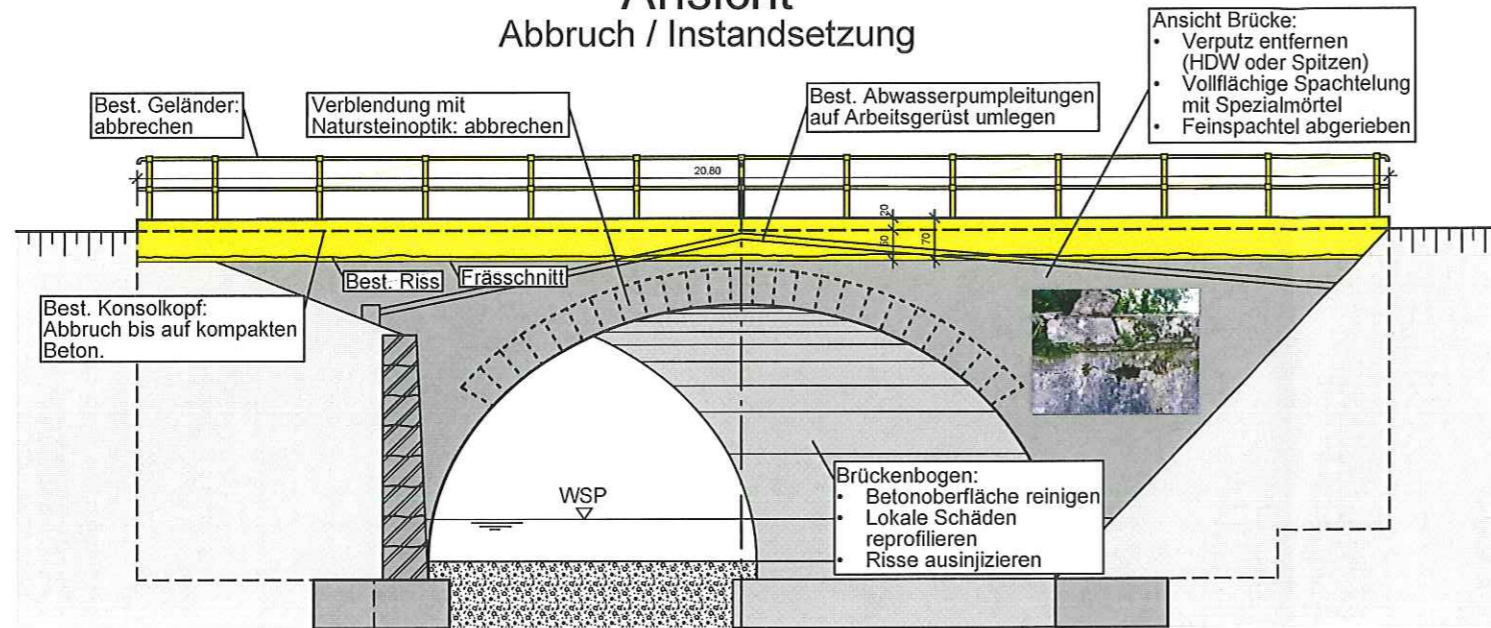 Ansicht
Abbruch / Instandsetzung
Ansicht Brücke:
• Verputz entfernen
(HDW oder Spitzen)
• Vollflächige Spachtelung
mit Spezialmörtel
• Feinspachtel abgerieben
Best. Geländer:
abbrechen
Verblendung mit
Natursteinoptik: abbrechen
Best. Abwasserpumpleitungen
auf Arbeitsgerüst umlegen
20.80
20
50
70
Best. Riss
Frässchnitt
Best. Konsolkopf:
Abbruch bis auf kompakten
Beton.
WSP
Brückenbogen:
• Betonoberfläche reinigen
• Lokale Schäden
reprofilieren
• Risse ausinjizieren